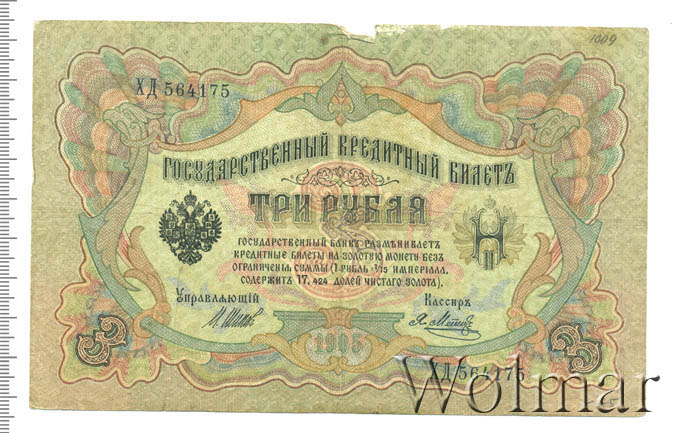 1009
ХД 564175
ГОСУДАРСТВЕННЫЙ КРЕДИТНЫЙ БИЛЕТЪ
ТРИ РУБЛЯ
ГОСУДАРСТВЕННЫЙ БАНКЪ РАЗМѢНИВАЕТЪ
КРЕДИТНЫЕ БИЛЕТЫ НА ЗОЛОТУЮ МОНЕТУ БЕЗЪ
ОГРАНИЧЕНІЯ СУММЫ (1 РУБЛЬ = 1/15 ИМПЕРІАЛА,
СОДЕРЖИТЪ 17,424 ДОЛЕЙ ЧИСТАГО ЗОЛОТА).
Управляющій
Кассиръ
1905
3
3
ХД 564175
Wolmar